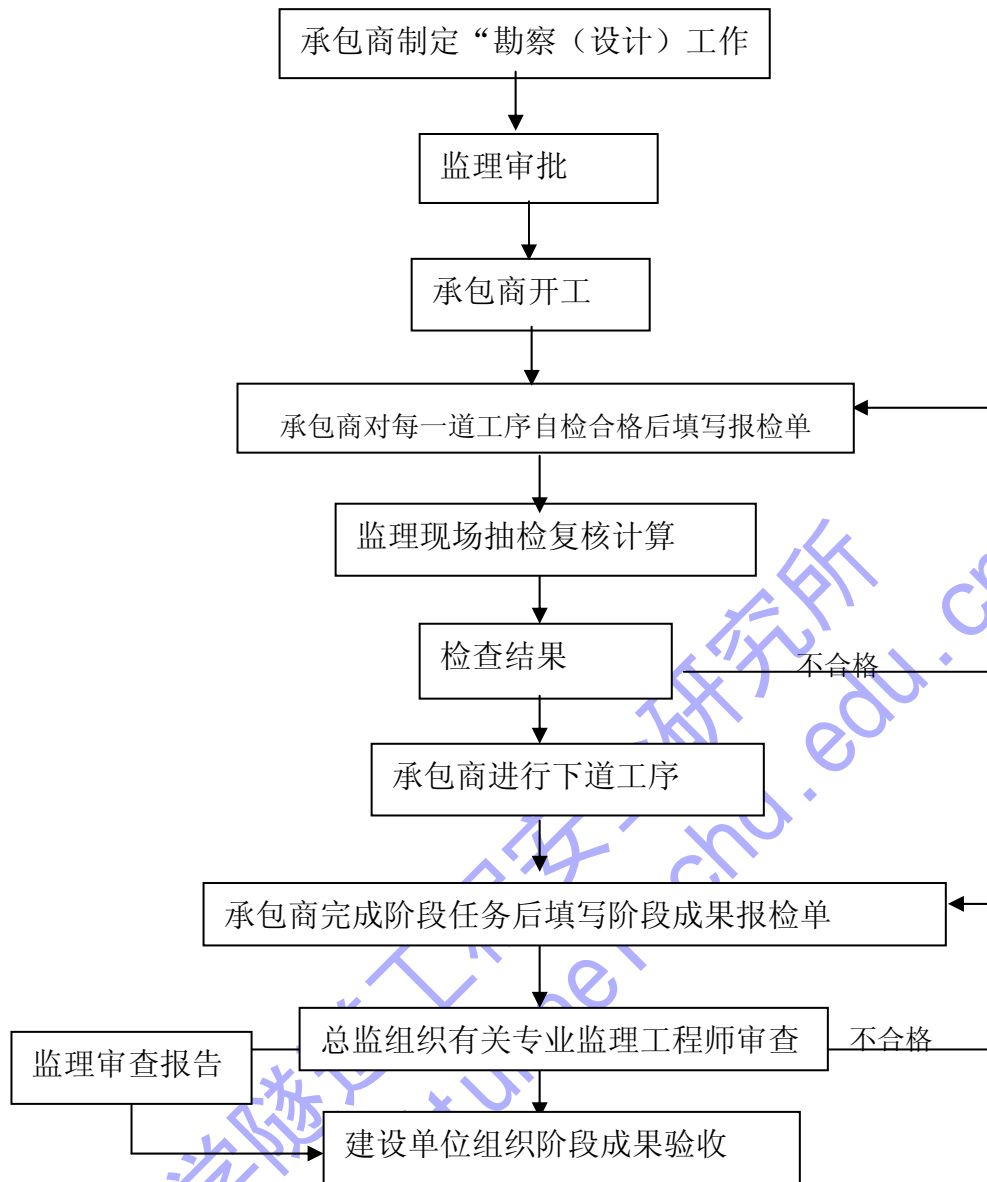 承包商制定“勘察（设计）工作
监理审批
承包商开工
承包商对每一道工序自检合格后填写报检单
监理现场抽检复核计算
检查结果
不合格
承包商进行下道工序
承包商完成阶段任务后填写阶段成果报检单
总监组织有关专业监理工程师审查
不合格
监理审查报告
建设单位组织阶段成果验收